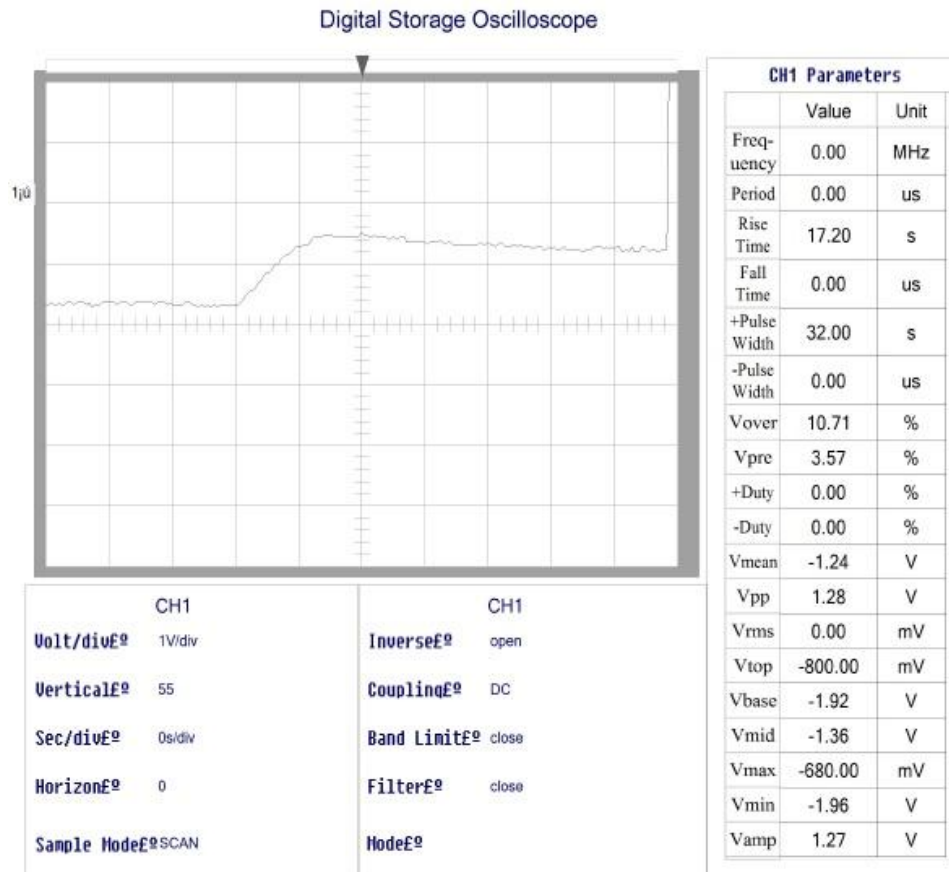 Digital Storage Oscilloscope
1¡ú
CH1 Parameters
Value Unit
Freq-
uency 0.00 MHz
Period 0.00 us
Rise
Time 17.20 s
Fall
Time 0.00 us
+Pulse
Width 32.00 s
-Pulse
Width 0.00 us
Vover 10.71 %
Vpre 3.57 %
+Duty 0.00 %
-Duty 0.00 %
Vmean -1.24 V
Vpp 1.28 V
Vrms 0.00 mV
Vtop -800.00 mV
Vbase -1.92 V
Vmid -1.36 V
Vmax -680.00 mV
Vmin -1.96 V
Vamp 1.27 V
CH1
Volt/div£º 1V/div
Vertical£º 55
Sec/div£º 0s/div
Horizon£º 0
Sample Mode£º SCAN
CH1
Inverse£º open
Coupling£º DC
Band Limit£º close
Filter£º close
Mode£º